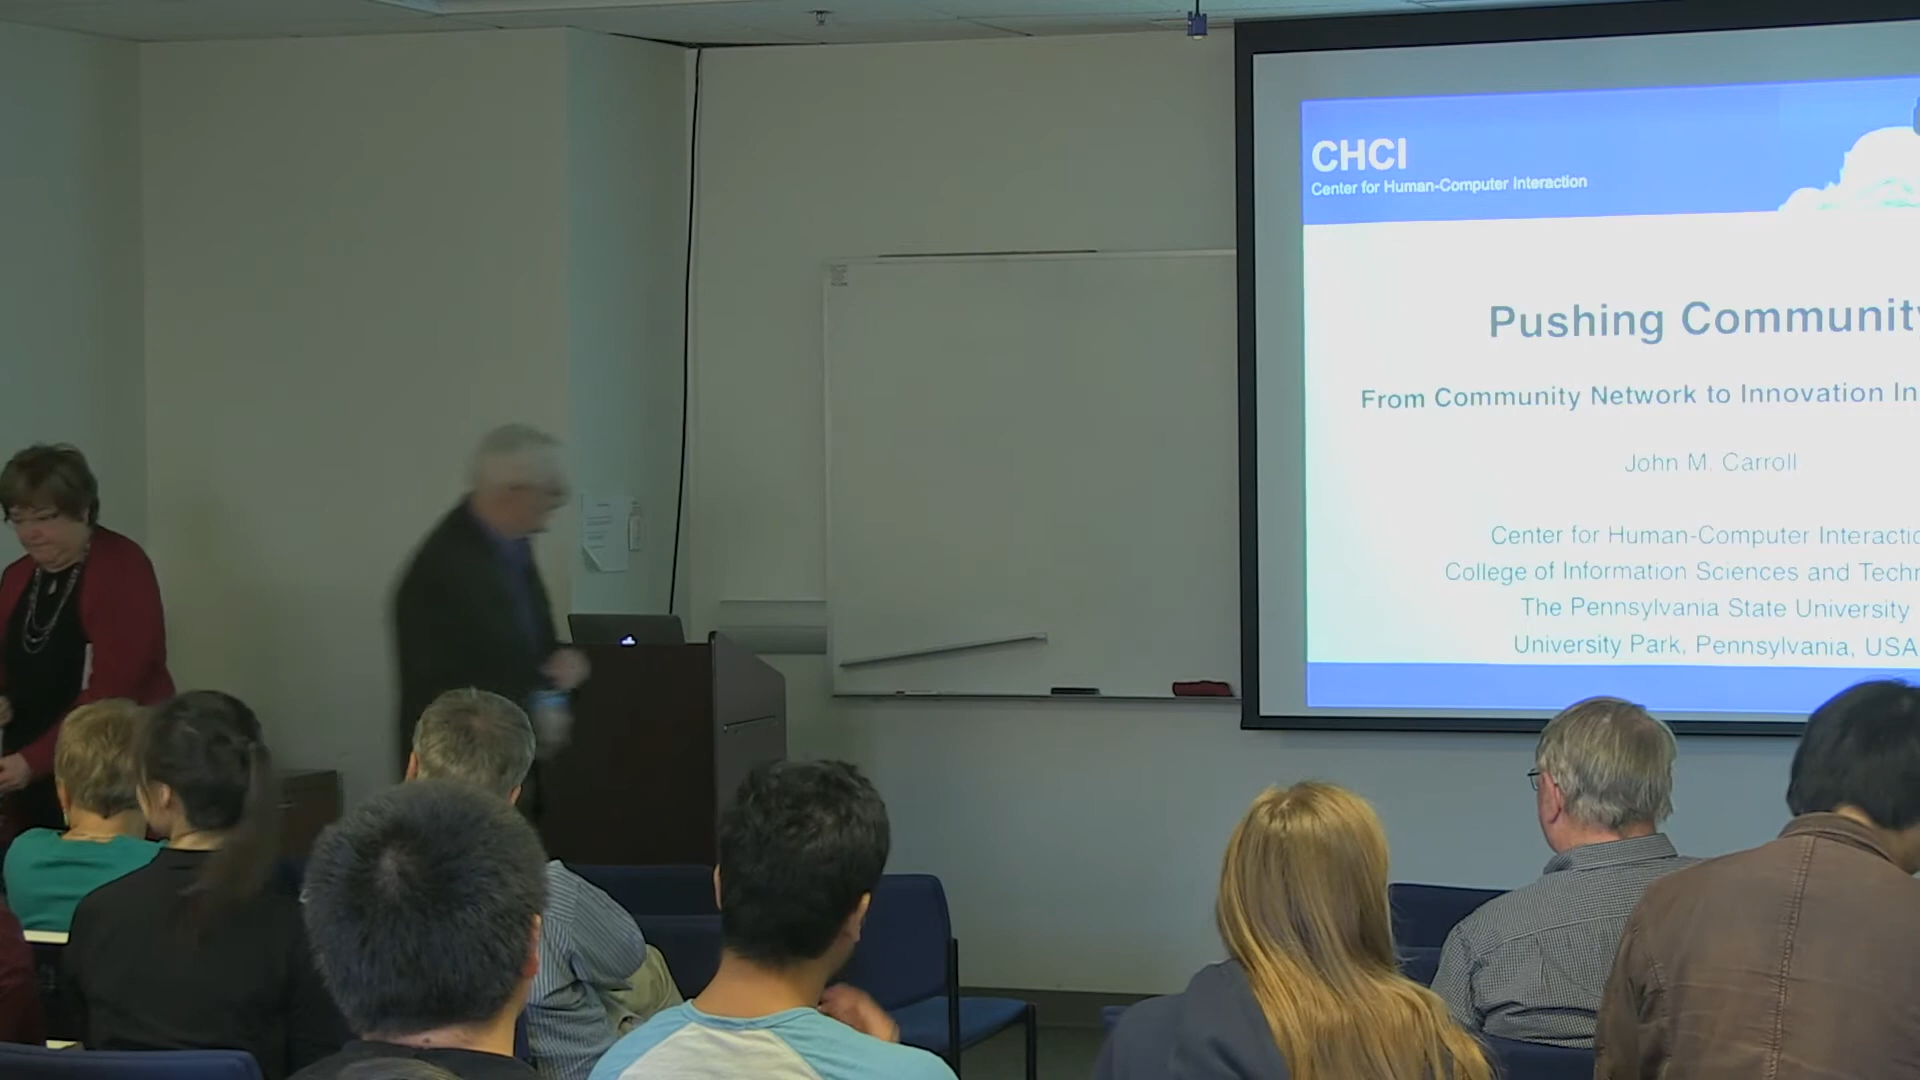 CHCI
Center for Human-Computer Interaction
Pushing Community
From Community Network to Innovation In
John M. Carroll
Center for Human-Computer Interactio
College of Information Sciences and Techn
The Pennsylvania State University
University Park, Pennsylvania, USA